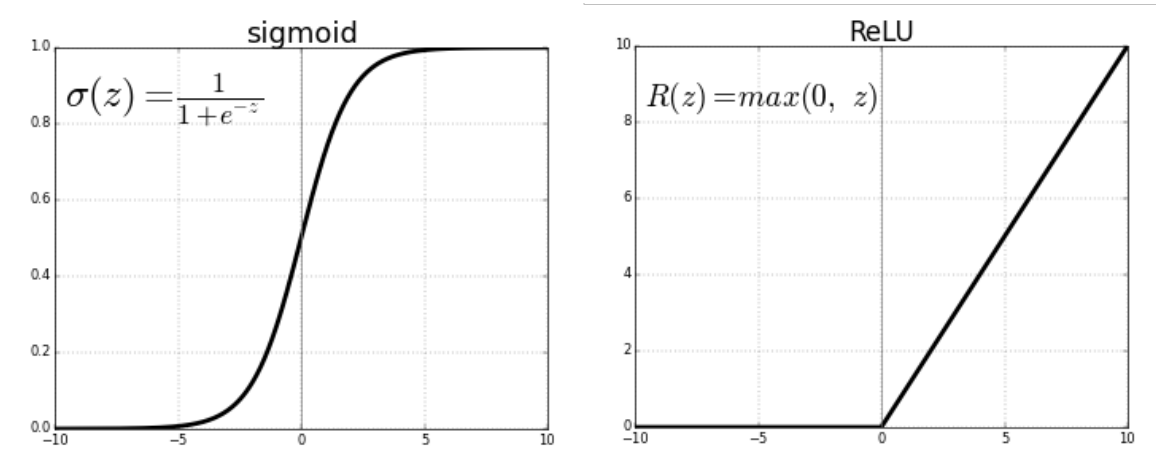 sigmoid
σ(z) = 1/(1+e^{-z})
1.0
0.8
0.6
0.4
0.2
0.0
−10 −5 0 5 10
ReLU
R(z) = max(0, z)
10
8
6
4
2
0
−10 −5 0 5 10